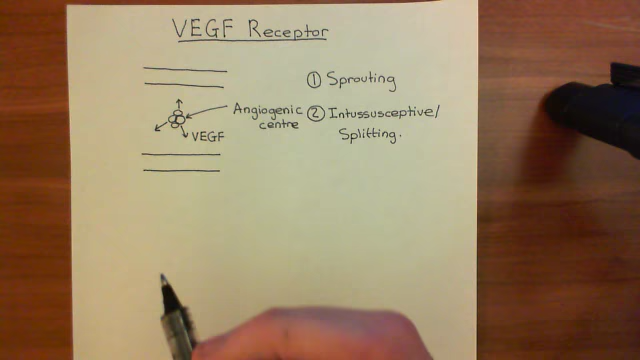 VEGF Receptor
① Sprouting
Angiogenic
centre
VEGF
② Intussusceptive/
Splitting.